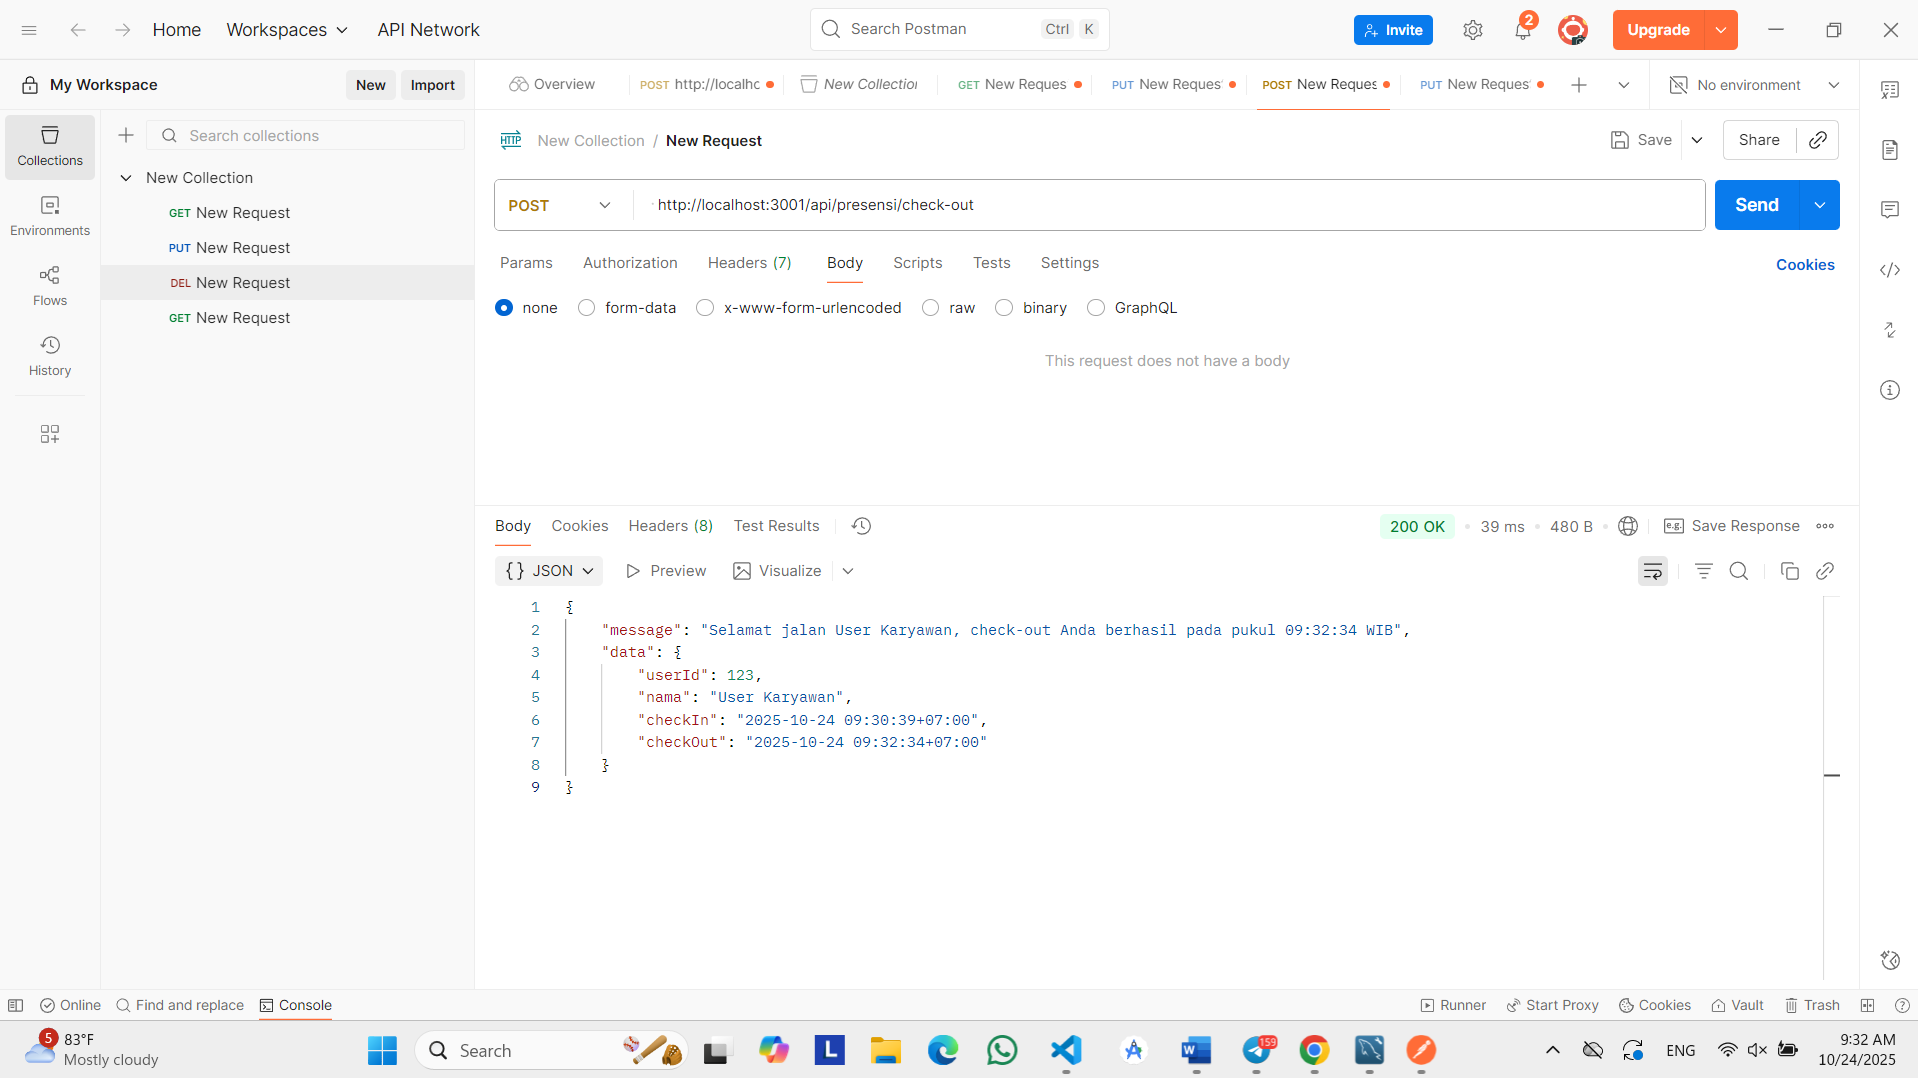 Home Workspaces API Network Search Postman Ctrl K Invite 2 Upgrade
My Workspace New Import Overview POST http://localhc New Collection GET New Reques PUT New Reques POST New Reques PUT New Reques No environment
Collections
Search collections
New Collection / New Request Save Share
New Collection
GET New Request
PUT New Request
DEL New Request
GET New Request
Environments
Flows
History
POST http://localhost:3001/api/presensi/check-out Send
Params Authorization Headers (7) Body Scripts Tests Settings Cookies
none form-data x-www-form-urlencoded raw binary GraphQL
This request does not have a body
Body Cookies Headers (8) Test Results 200 OK 39 ms 480 B e.g. Save Response
{} JSON Preview Visualize
1 {
2 "message": "Selamat jalan User Karyawan, check-out Anda berhasil pada pukul 09:32:34 WIB",
3 "data": {
4 "userId": 123,
5 "nama": "User Karyawan",
6 "checkIn": "2025-10-24 09:30:39+07:00",
7 "checkOut": "2025-10-24 09:32:34+07:00"
8 }
9 }
Online Find and replace Console Runner Start Proxy Cookies Vault Trash
5 83°F
Mostly cloudy
Search
L
W
159
ENG
9:32 AM
10/24/2025